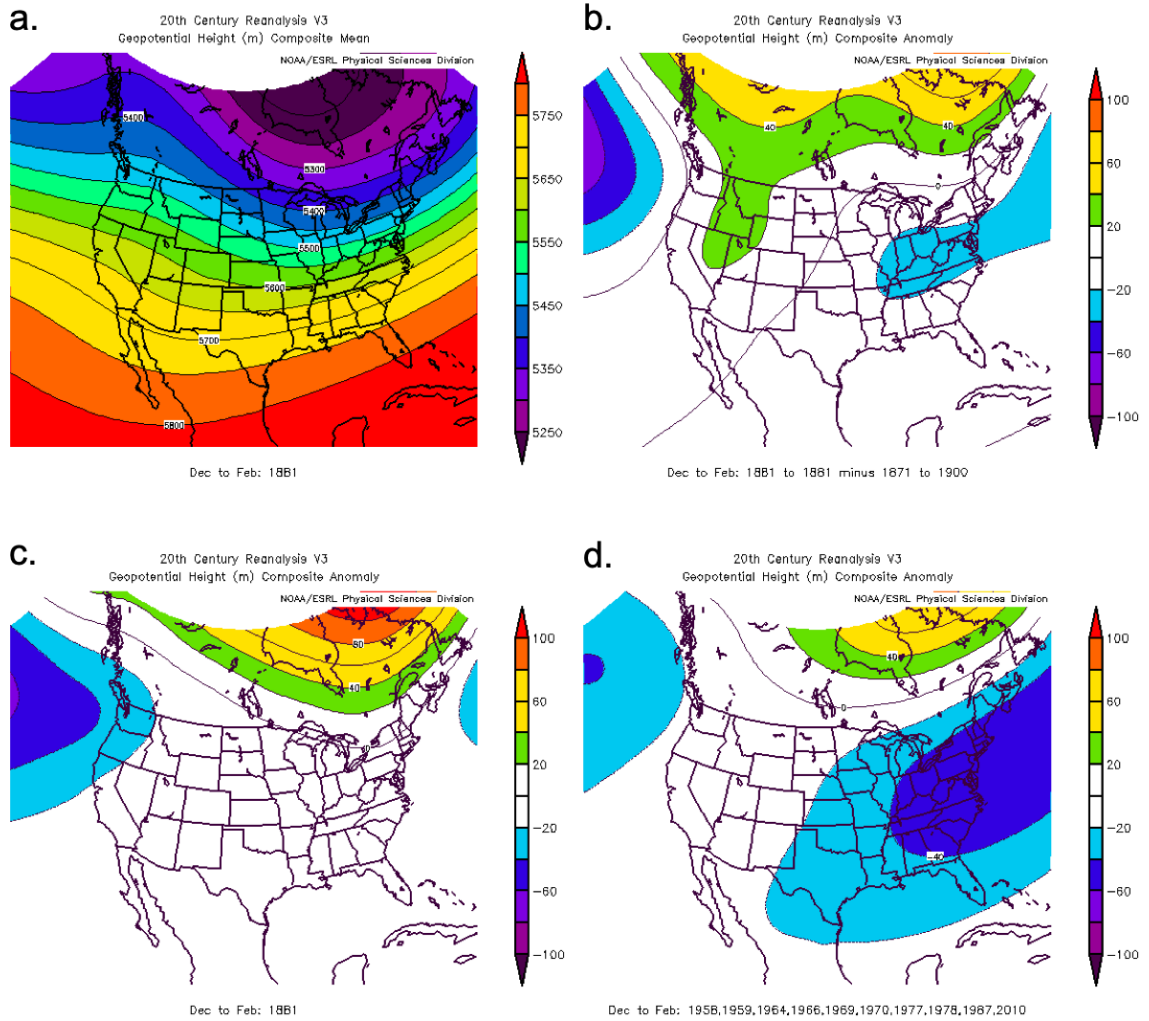 a.
20th Century Reanalysis V3
Geopotential Height (m) Composite Mean
NOAA/ESRL Physical Sciences Division
5400
5300
5400
5500
5600
5700
5800
5750
5650
5550
5450
5350
5250
Dec to Feb: 1881
b.
20th Century Reanalysis V3
Geopotential Height (m) Composite Anomaly
NOAA/ESRL Physical Sciences Division
40
40
0
100
60
20
-20
-60
-100
Dec to Feb: 1881 to 1881 minus 1871 to 1900
c.
20th Century Reanalysis V3
Geopotential Height (m) Composite Anomaly
NOAA/ESRL Physical Sciences Division
40
100
60
20
-20
-60
-100
Dec to Feb: 1881
d.
20th Century Reanalysis V3
Geopotential Height (m) Composite Anomaly
NOAA/ESRL Physical Sciences Division
40
0
-40
100
60
20
-20
-60
-100
Dec to Feb: 1958,1959,1964,1966,1969,1970,1977,1978,1987,2010